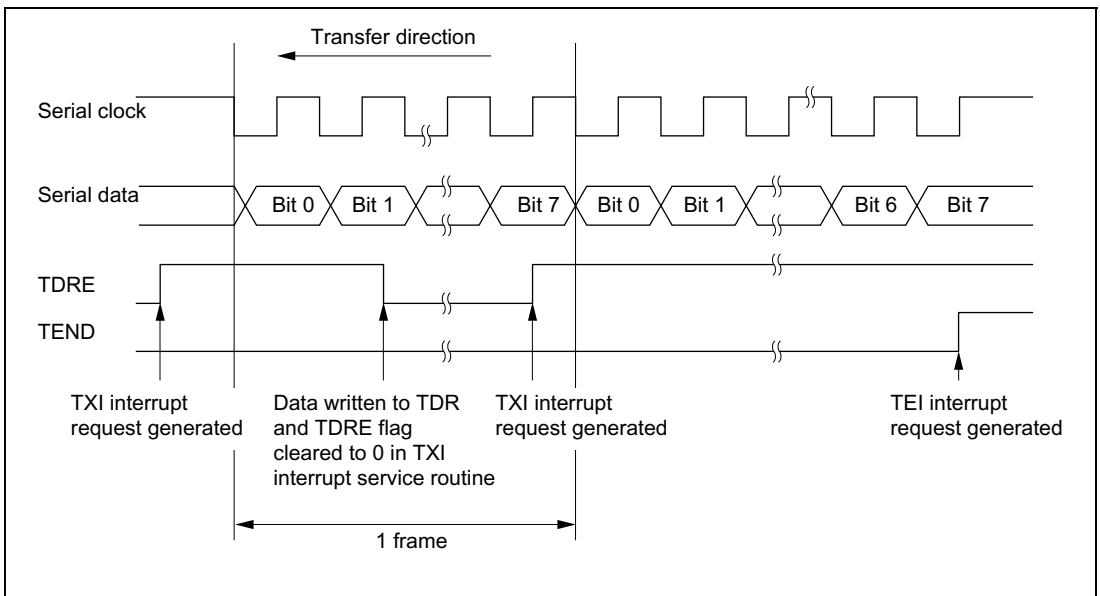 Transfer direction
Serial clock
Serial data
Bit 0 Bit 1 Bit 7 Bit 0 Bit 1 Bit 6 Bit 7
TDRE
TEND
TXI interrupt
request generated
Data written to TDR
and TDRE flag
cleared to 0 in TXI
interrupt service routine
TXI interrupt
request generated
TEI interrupt
request generated
1 frame